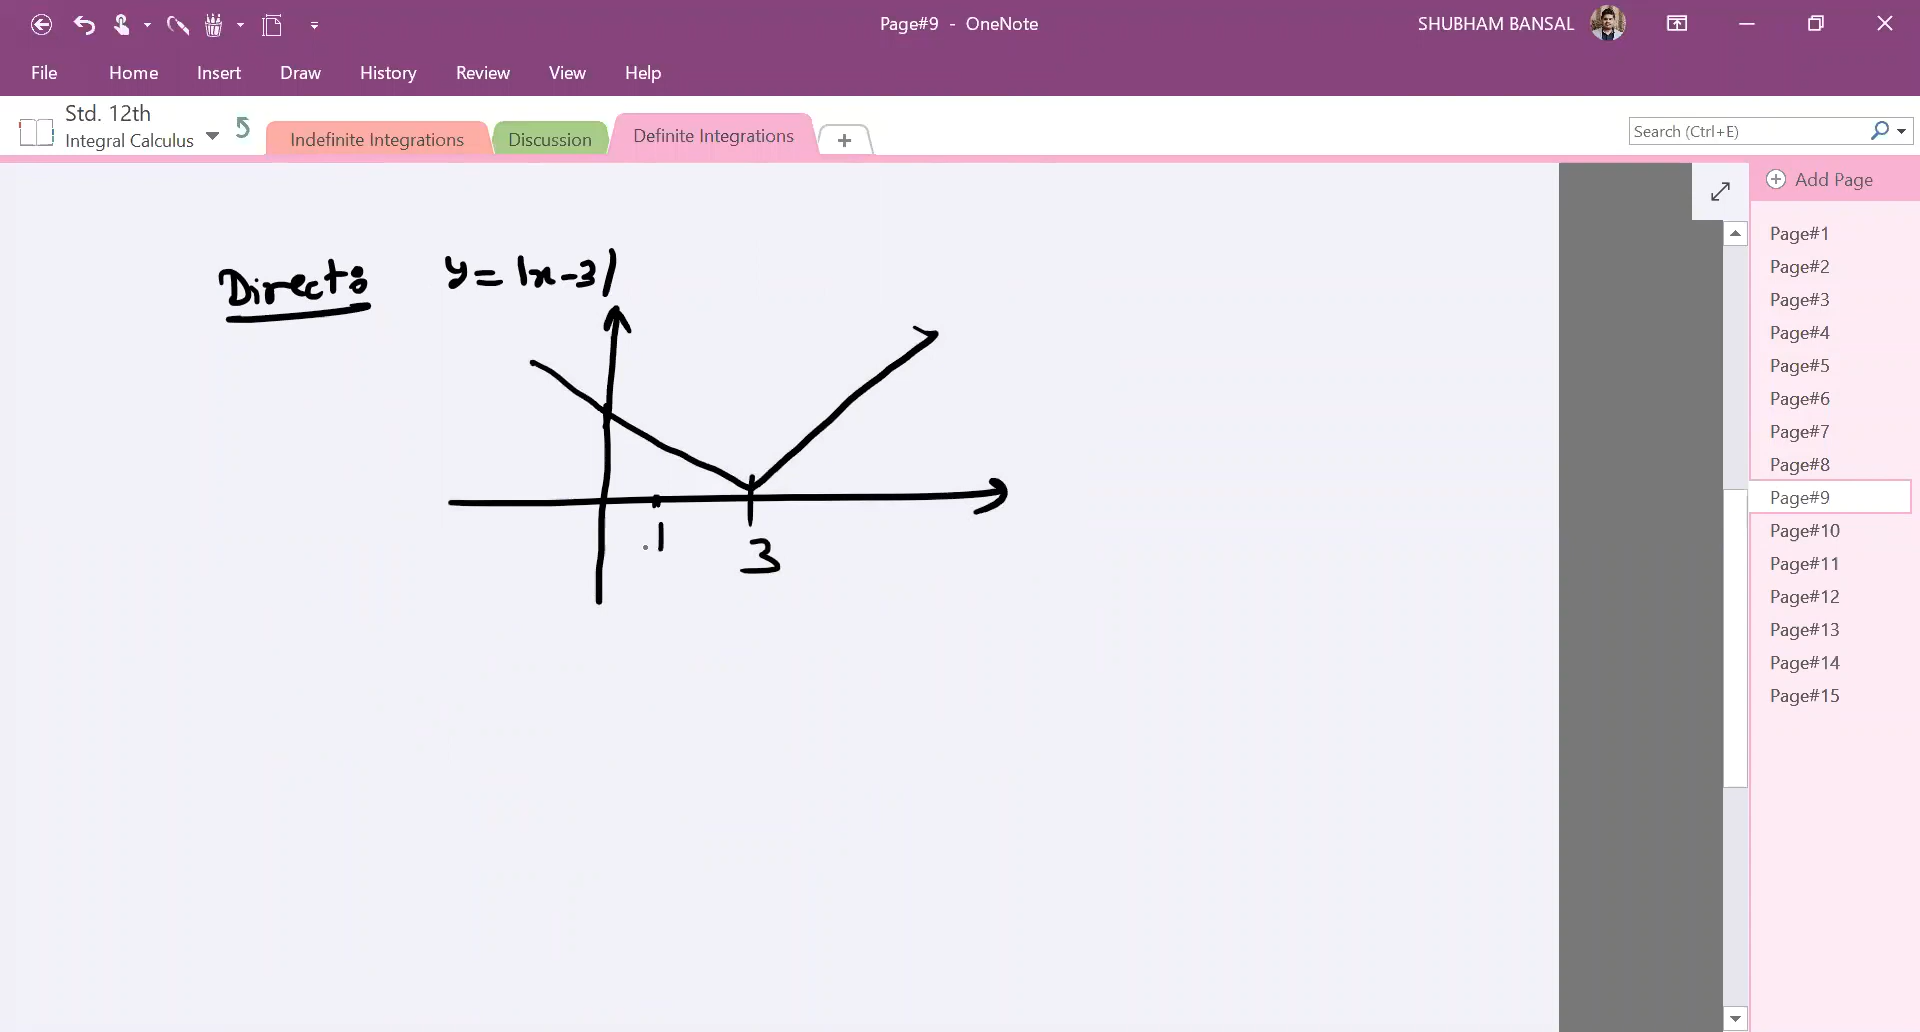 Page#9 - OneNote
SHUBHAM BANSAL
File Home Insert Draw History Review View Help
Std. 12th
Integral Calculus
Indefinite Integrations
Discussion
Definite Integrations
+
Search (Ctrl+E)
Add Page
Page#1
Page#2
Page#3
Page#4
Page#5
Page#6
Page#7
Page#8
Page#9
Page#10
Page#11
Page#12
Page#13
Page#14
Page#15
Direct: y = |x-3|
1
3